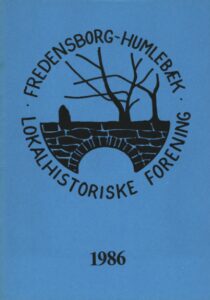 · FREDENSBORG-HUMLEBÆK ·
LOKALHISTORISKE FORENING
1986